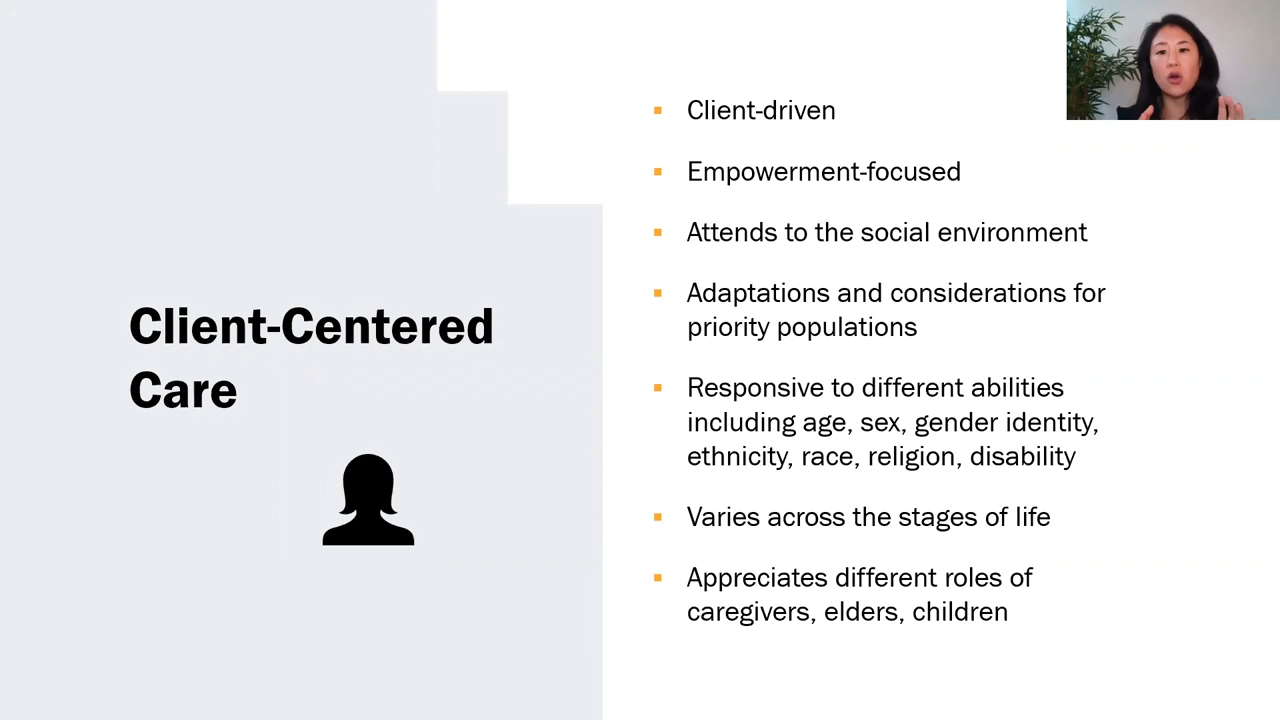 Client-Centered
Care
Client-driven
Empowerment-focused
Attends to the social environment
Adaptations and considerations for
priority populations
Responsive to different abilities
including age, sex, gender identity,
ethnicity, race, religion, disability
Varies across the stages of life
Appreciates different roles of
caregivers, elders, children